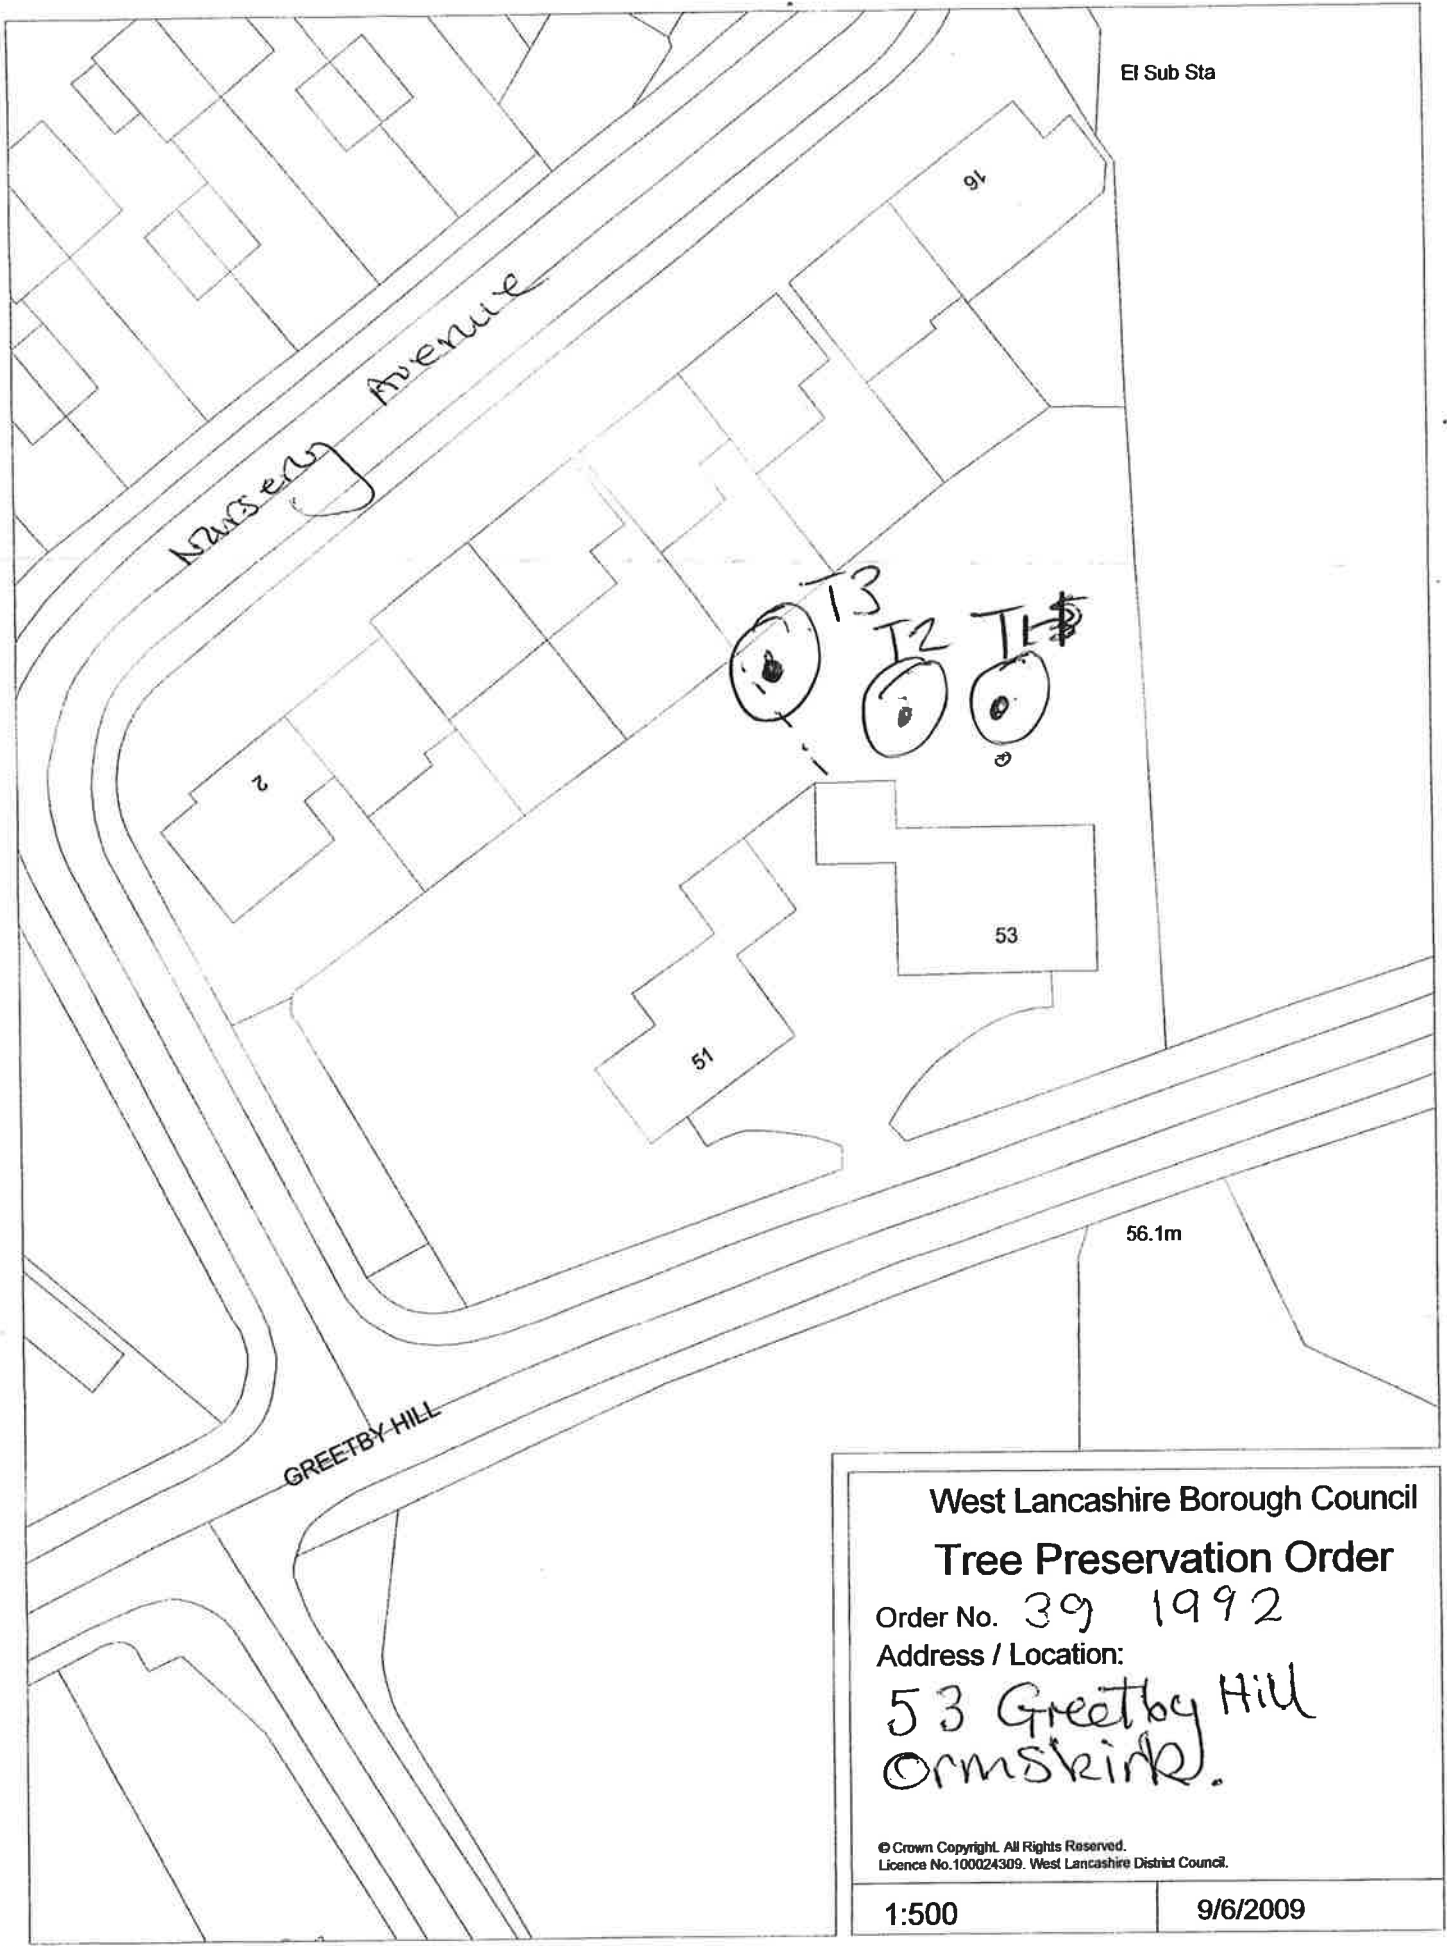 El Sub Sta
16
Nursery Avenue
T3
T2
T1
2
53
51
56.1m
GREETBY HILL
West Lancashire Borough Council
Tree Preservation Order
Order No. 39 1992
Address / Location:
53 Greetby Hill
Ormskirk.
© Crown Copyright. All Rights Reserved.
Licence No.100024309. West Lancashire District Council.
1:500
9/6/2009